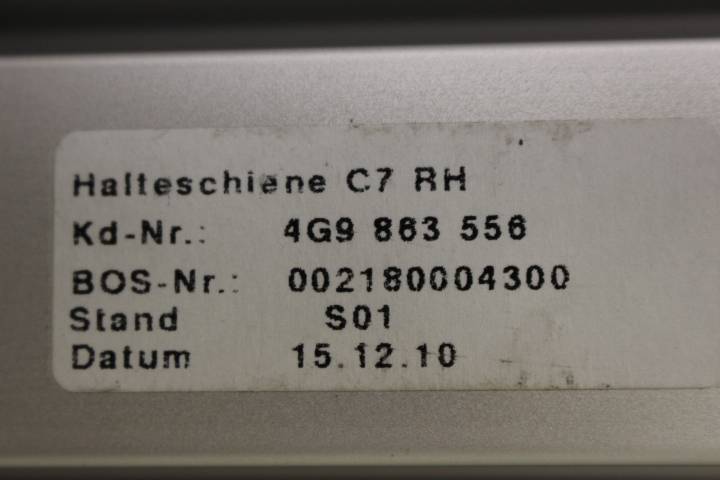 Halteschiene C7 RH
Kd-Nr.: 4G9 863 556
BOS-Nr.: 002180004300
Stand S01
Datum 15.12.10